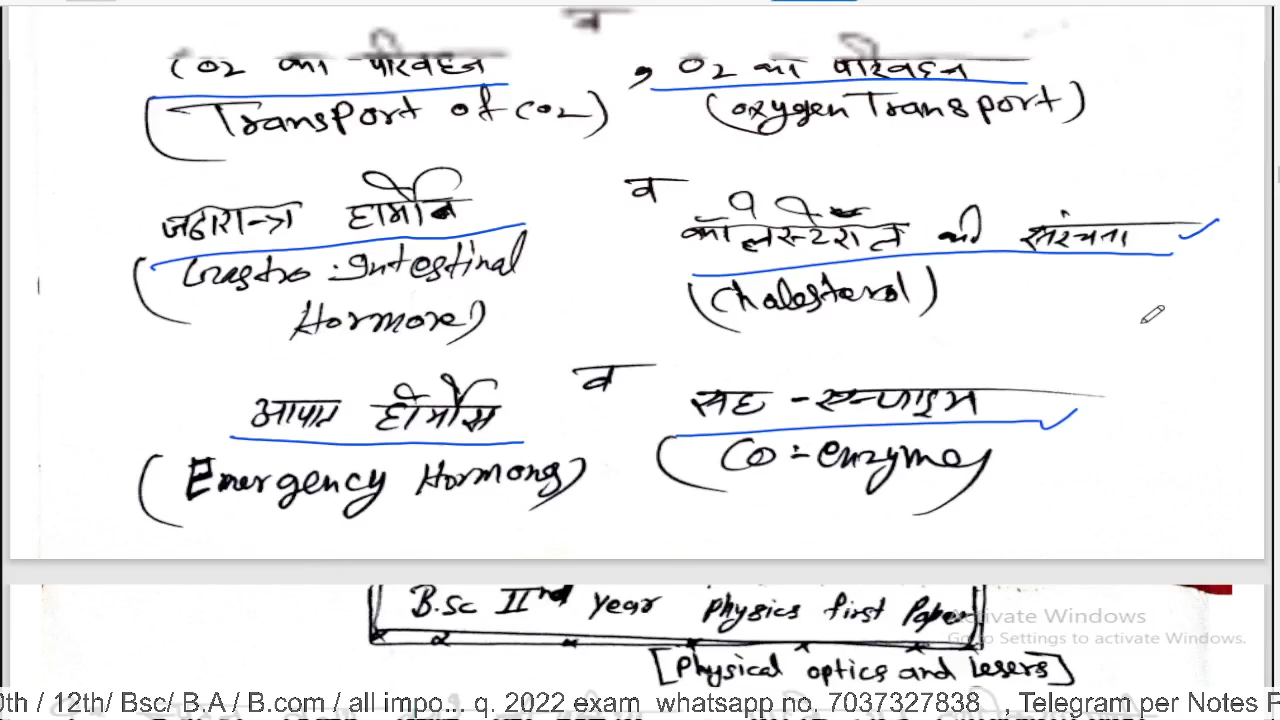 व
CO2 का परिवहन , O2 का परिवहन
(Transport of CO2) (Oxygen Transport)
व
जठरान्त्र हार्मोन कॉलेस्टेरॉल की संरचना
(Gastro-Intestinal (Cholesterol)
Hormone)
व
आपात हॉर्मोंस सह-एन्जाइम
(Emergency Hormons) (Co-enzyme)
B.Sc IInd Year Physics first Paper
[Physical optics and Lesers]
Activate Windows
Go to Settings to activate Windows.
0th / 12th/ Bsc/ B.A / B.com / all impo... q. 2022 exam whatsapp no. 7037327838 , Telegram per Notes F